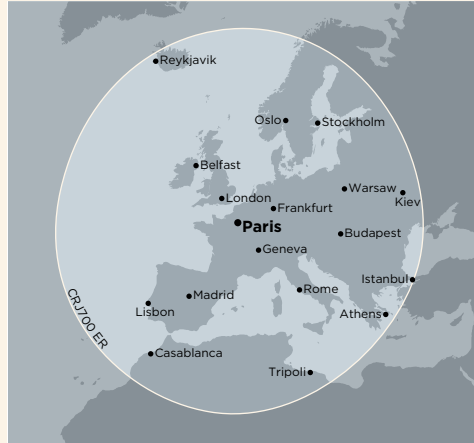 Reykjavik
Oslo
Stockholm
Belfast
Warsaw
London
Kiev
Frankfurt
Paris
Budapest
Geneva
Istanbul
Rome
Madrid
Lisbon
Athens
CRJ700 ER
Casablanca
Tripoli